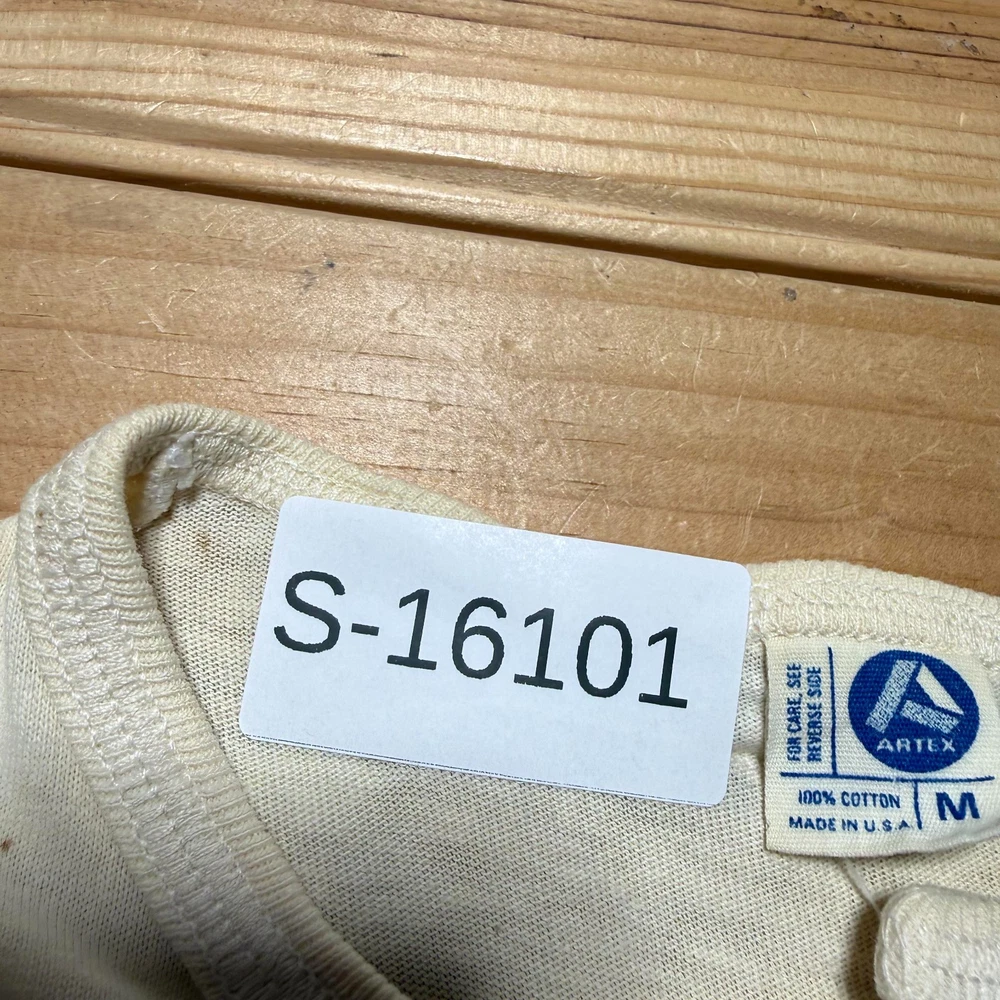 S-16101
FOR CARE, SEE
REVERSE SIDE
ARTEX
100% COTTON
MADE IN U.S.A.
M